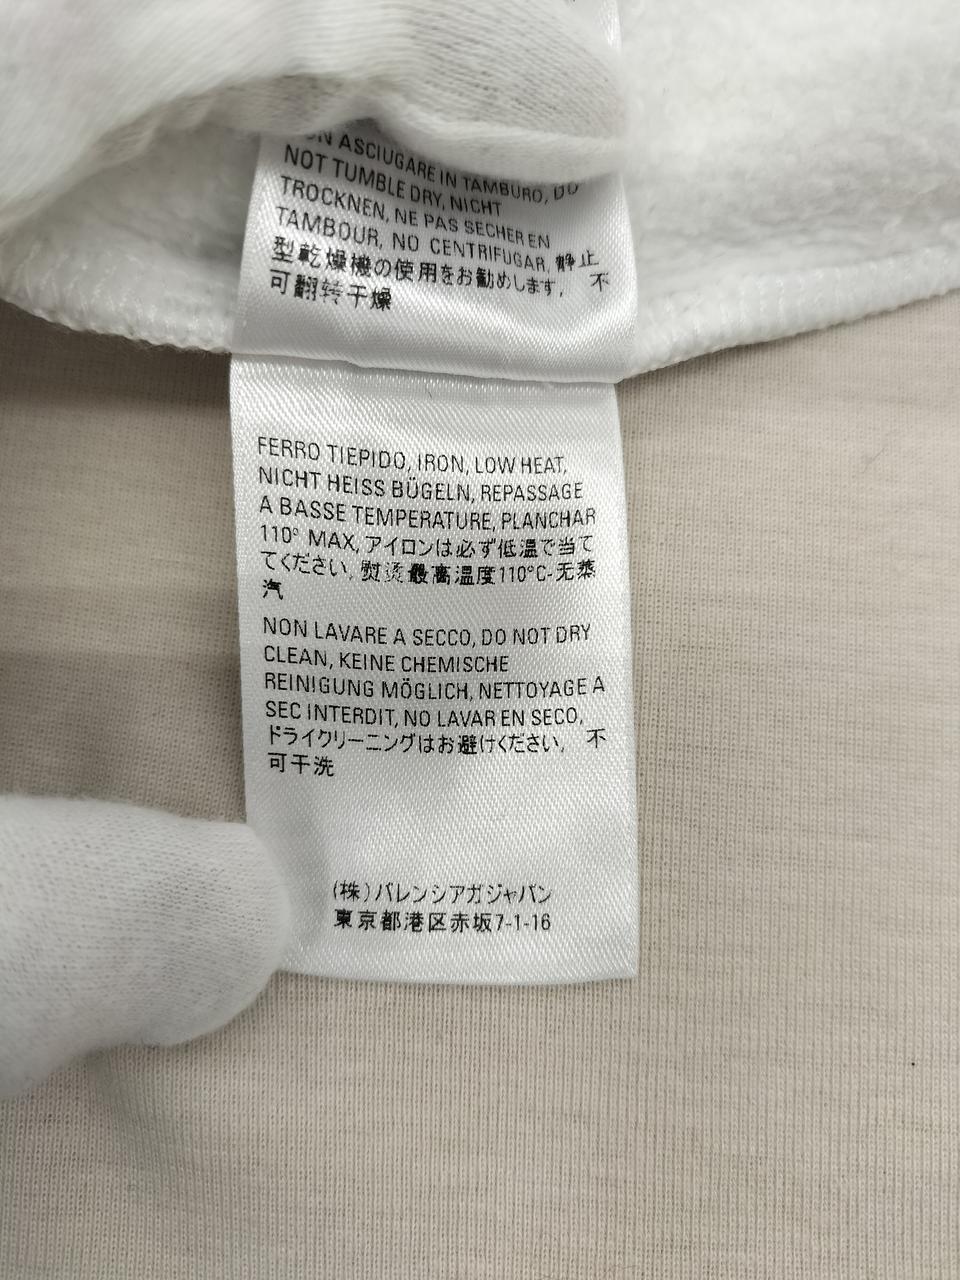 ASCIUGARE IN TAMBURO, DO
NOT TUMBLE DRY, NICHT
TROCKNEN, NE PAS SECHER EN
TAMBOUR, NO CENTRIFUGAR, 静止
型乾燥機の使用をお勧めします, 不
可翻转干燥
FERRO TIEPIDO, IRON, LOW HEAT,
NICHT HEISS BÜGELN, REPASSAGE
A BASSE TEMPERATURE, PLANCHAR
110° MAX, アイロンは必ず低温で当て
てください, 熨烫最高温度110°C-无蒸
汽
NON LAVARE A SECCO, DO NOT DRY
CLEAN, KEINE CHEMISCHE
REINIGUNG MÖGLICH, NETTOYAGE A
SEC INTERDIT, NO LAVAR EN SECO,
ドライクリーニングはお避けください, 不
可干洗
(株)バレンシアガジャパン
東京都港区赤坂7-1-16